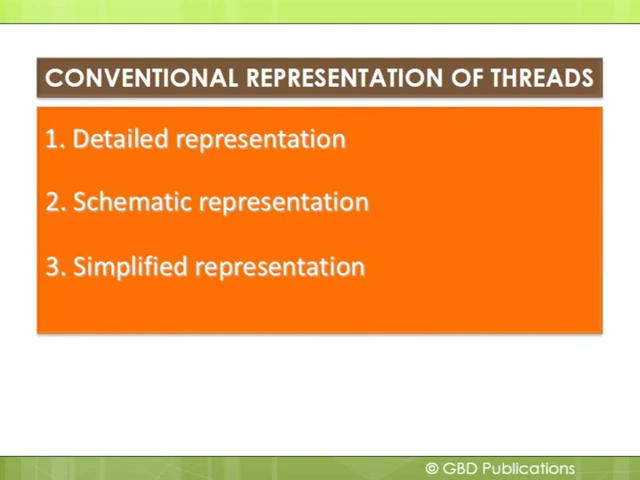 CONVENTIONAL REPRESENTATION OF THREADS
1. Detailed representation
2. Schematic representation
3. Simplified representation
© GBD Publications